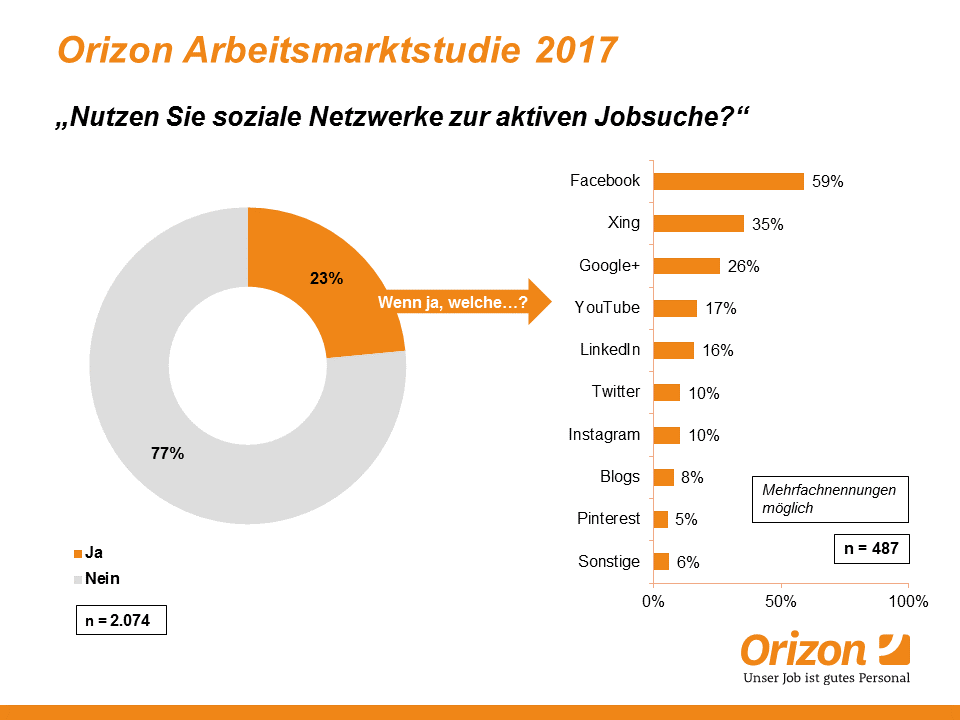 Orizon Arbeitsmarktstudie 2017
„Nutzen Sie soziale Netzwerke zur aktiven Jobsuche?“
23%
77%
Wenn ja, welche…?
Ja
Nein
n = 2.074
Facebook 59%
Xing 35%
Google+ 26%
YouTube 17%
LinkedIn 16%
Twitter 10%
Instagram 10%
Blogs 8%
Pinterest 5%
Sonstige 6%
0% 50% 100%
Mehrfachnennungen
möglich
n = 487
Orizon
Unser Job ist gutes Personal